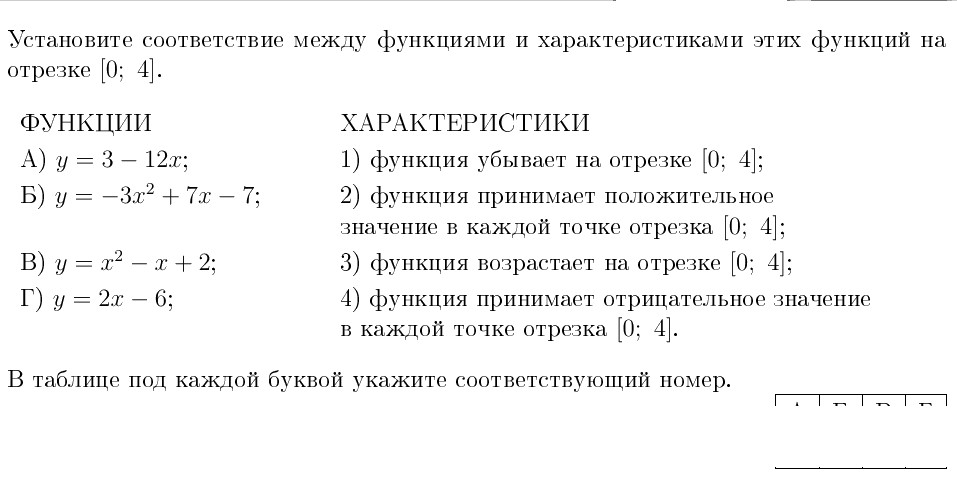 Установите соответствие между функциями и характеристиками этих функций на
отрезке [0; 4].
ФУНКЦИИ
ХАРАКТЕРИСТИКИ
А) y = 3 − 12x;
1) функция убывает на отрезке [0; 4];
Б) y = −3x² + 7x − 7;
2) функция принимает положительное
значение в каждой точке отрезка [0; 4];
В) y = x² − x + 2;
3) функция возрастает на отрезке [0; 4];
Г) y = 2x − 6;
4) функция принимает отрицательное значение
в каждой точке отрезка [0; 4].
В таблице под каждой буквой укажите соответствующий номер.